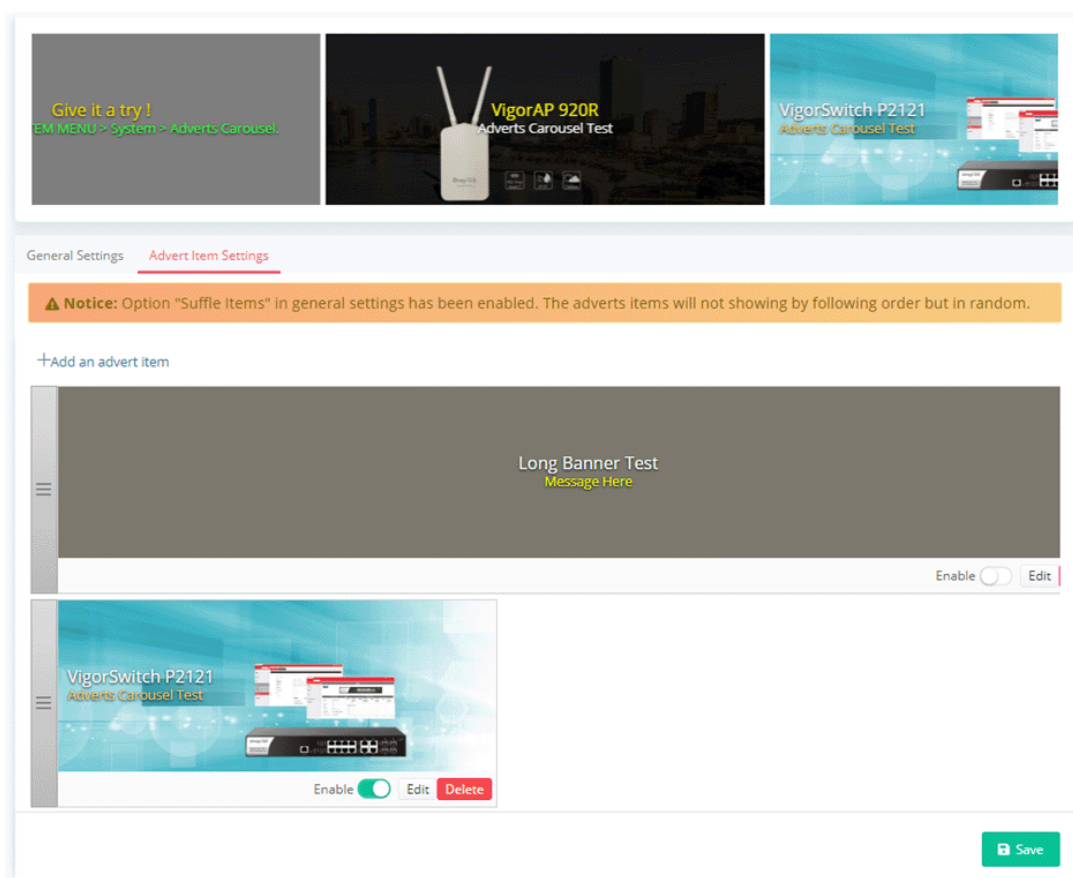 Give it a try !
EM MENU > System > Adverts Carousel.
VigorAP 920R
Adverts Carousel Test
VigorSwitch P2121
Adverts Carousel Test
General Settings Advert Item Settings
Notice: Option "Suffle Items" in general settings has been enabled. The adverts items will not showing by following order but in random.
+Add an advert item
Long Banner Test
Message Here
Enable Edit
VigorSwitch P2121
Adverts Carousel Test
Enable Edit Delete
Save